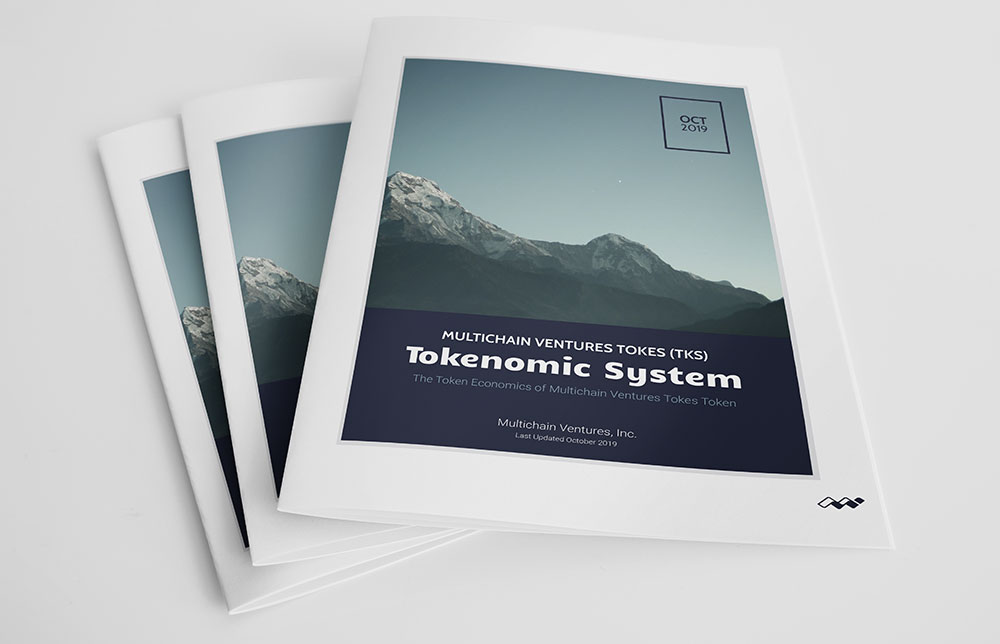 OCT
2019
MULTICHAIN VENTURES TOKES (TKS)
Tokenomic System
The Token Economics of Multichain Ventures Tokes Token
Multichain Ventures, Inc.
Last Updated October 2019